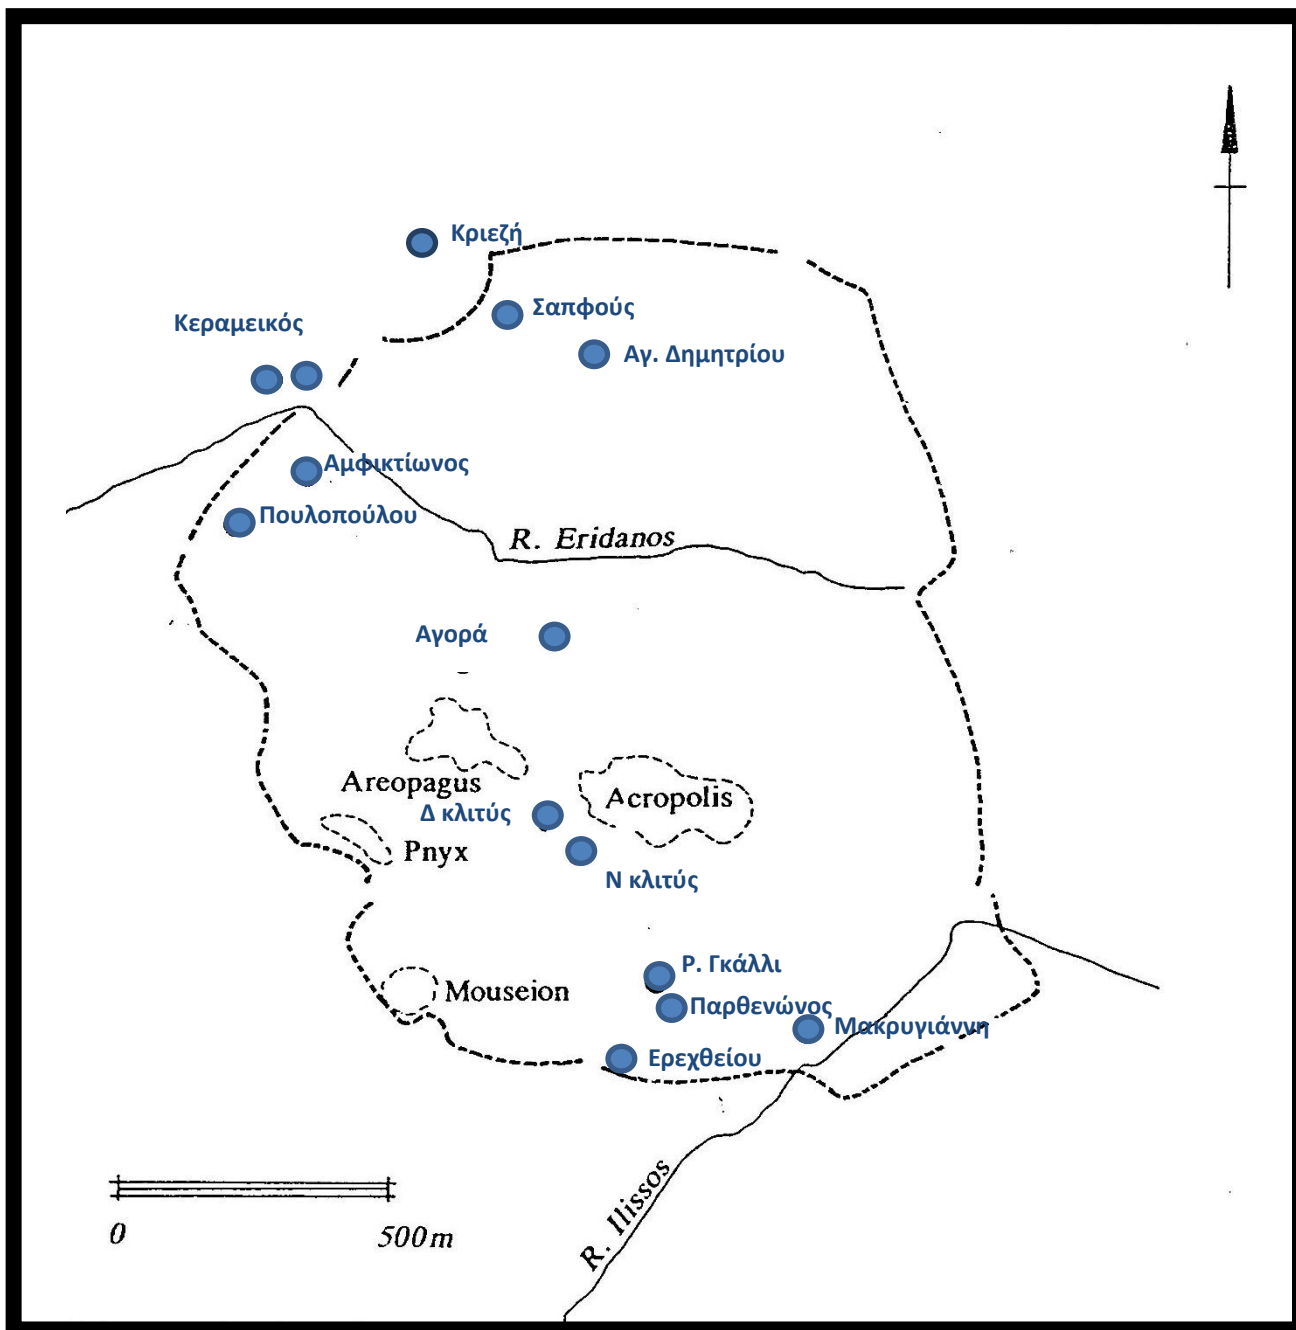 Κριεζή
Σαπφούς
Κεραμεικός
Αγ. Δημητρίου
Αμφικτίωνος
Πουλοπούλου
R. Eridanos
Αγορά
Areopagus
Acropolis
Δ κλιτύς
Pnyx
Ν κλιτύς
Ρ. Γκάλλι
Mouseion
Παρθενώνος
Μακρυγιάννη
Ερεχθείου
R. Ilissos
0 500 m